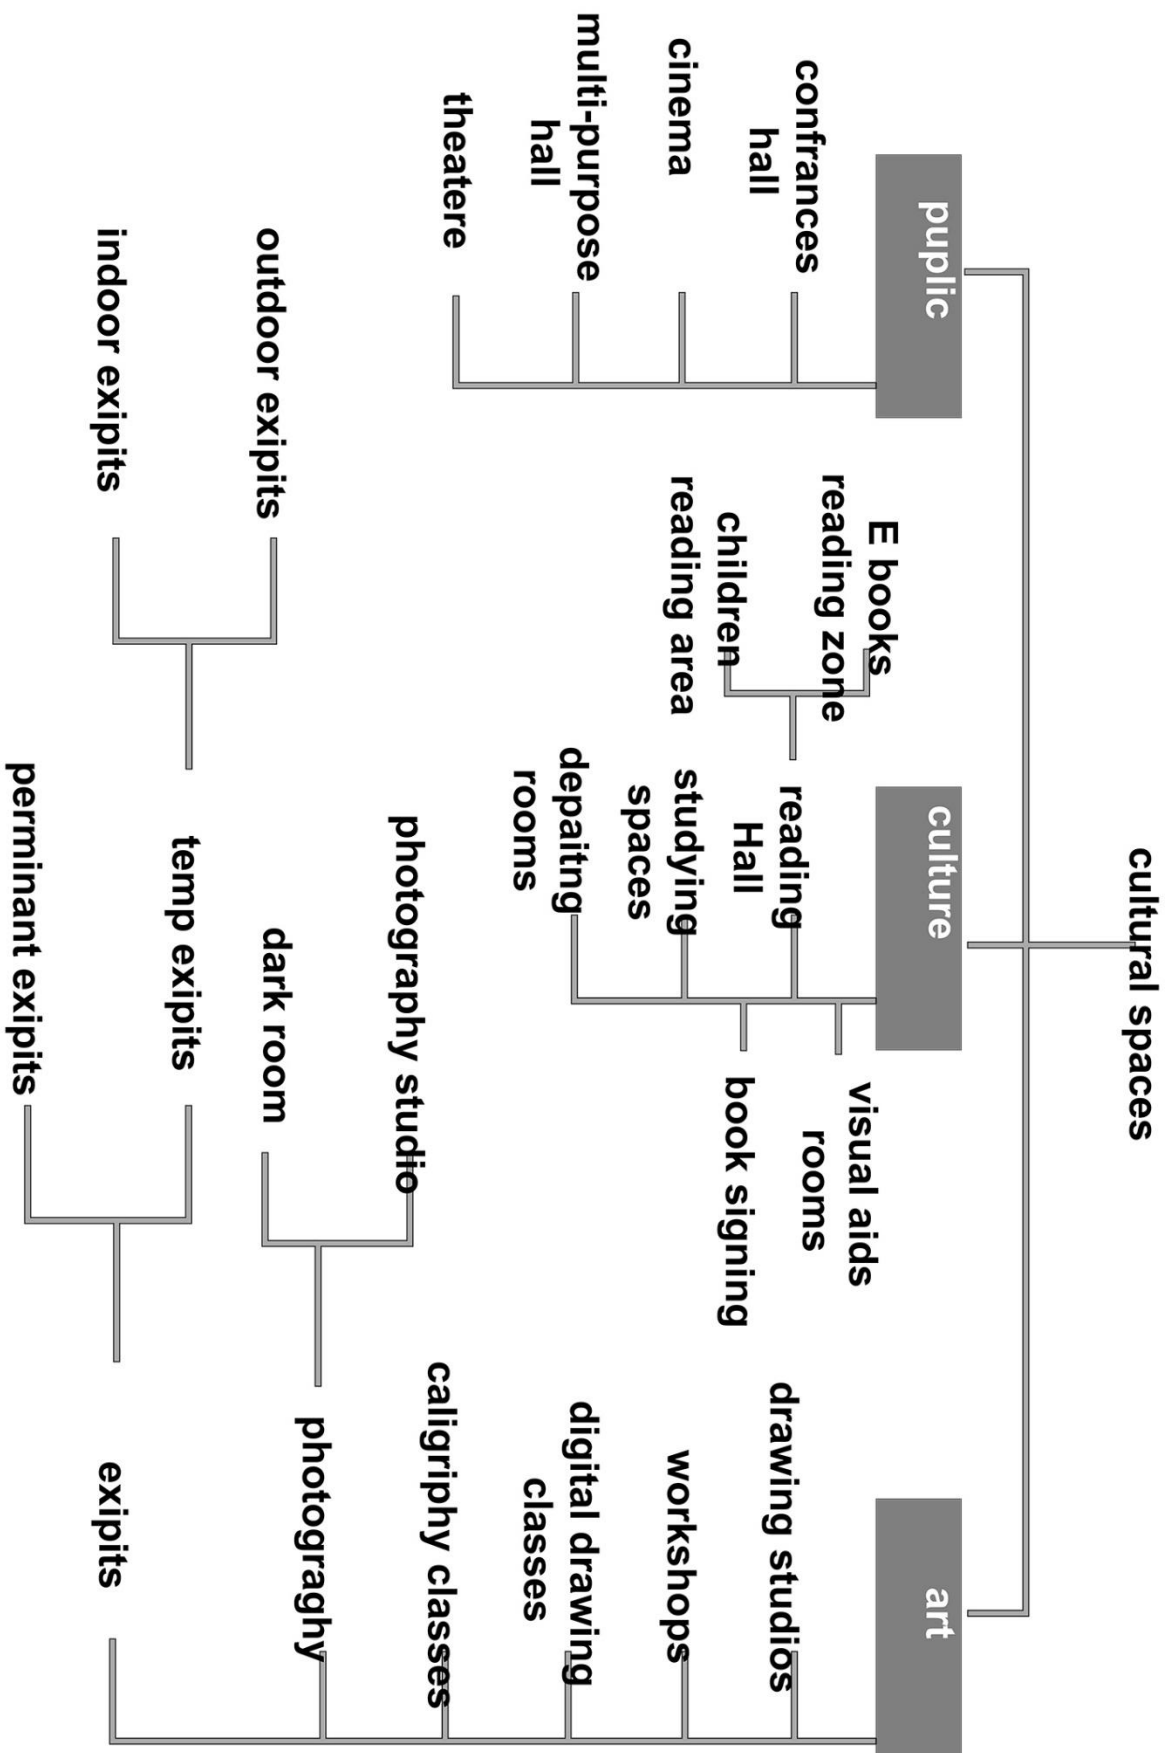 cultural spaces
puplic
culture
art
confrances
hall
cinema
multi-purpose
hall
theatere
E books
reading zone
children
reading area
reading
Hall
studying
spaces
depaitng
rooms
visual aids
rooms
book signing
drawing studios
workshops
digital drawing
classes
caligriphy classes
photograghy
photography studio
dark room
exipits
temp exipits
perminant exipits
outdoor exipits
indoor exipits